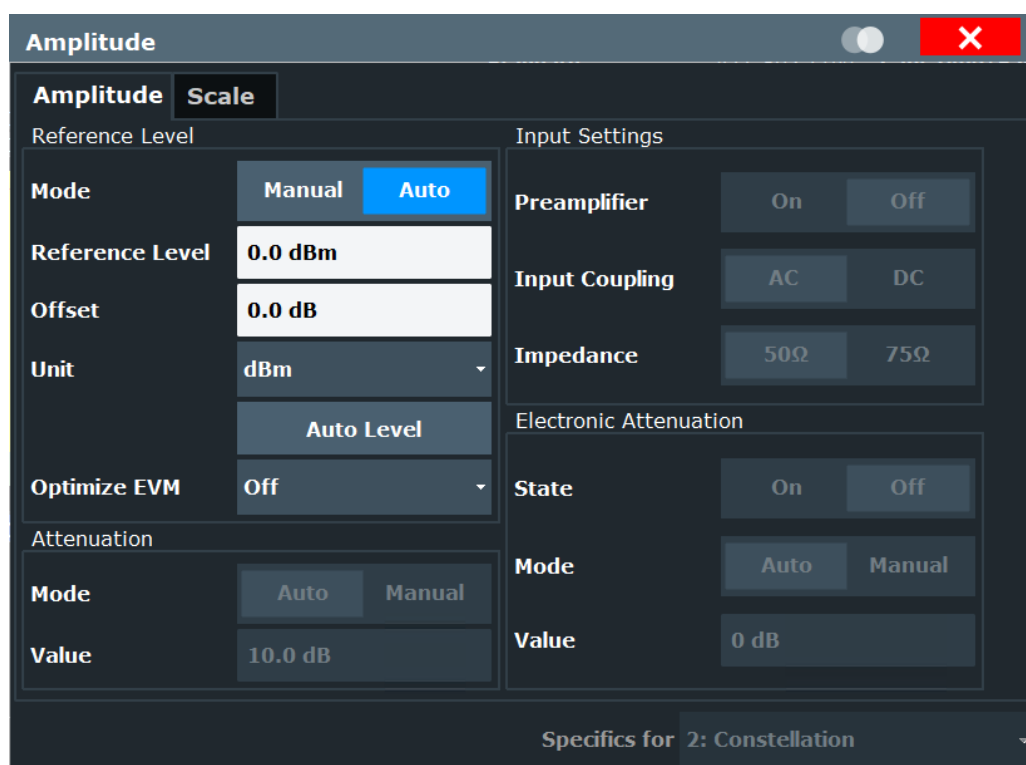 Amplitude
Amplitude Scale
Reference Level
Mode Manual Auto
Reference Level 0.0 dBm
Offset 0.0 dB
Unit dBm
Auto Level
Optimize EVM Off
Attenuation
Mode Auto Manual
Value 10.0 dB
Input Settings
Preamplifier On Off
Input Coupling AC DC
Impedance 50Ω 75Ω
Electronic Attenuation
State On Off
Mode Auto Manual
Value 0 dB
Specifics for 2: Constellation